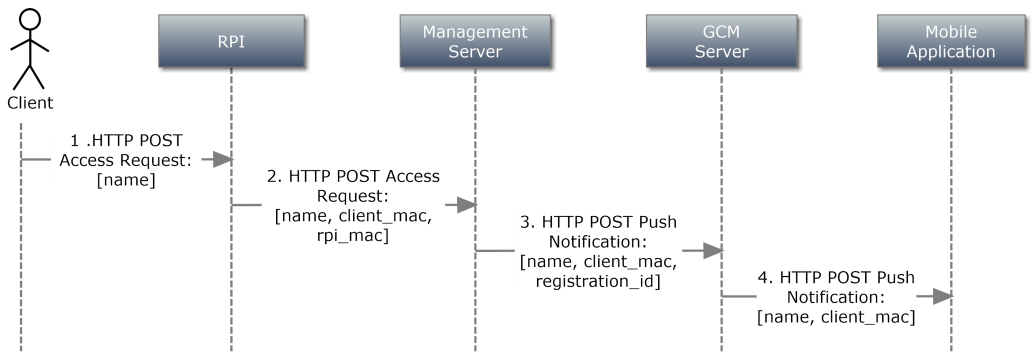 RPI
Management
Server
GCM
Server
Mobile
Application
Client
1 .HTTP POST
Access Request:
[name]
2. HTTP POST Access
Request:
[name, client_mac,
rpi_mac]
3. HTTP POST Push
Notification:
[name, client_mac,
registration_id]
4. HTTP POST Push
Notification:
[name, client_mac]